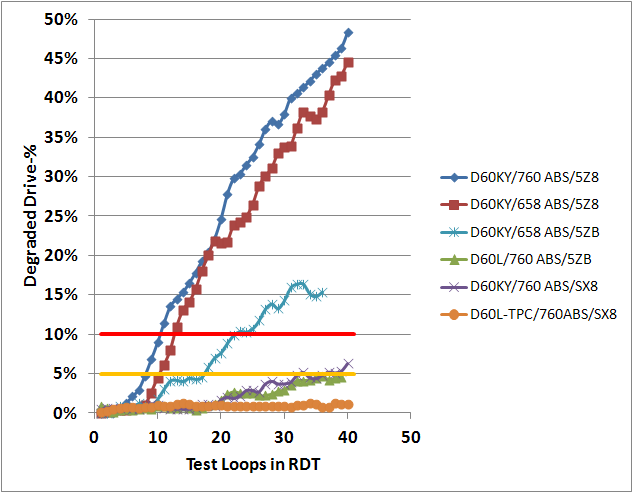 50%
45%
40%
35%
30%
25%
20%
15%
10%
5%
0%
Degraded Drive-%
0
10
20
30
40
50
Test Loops in RDT
D60KY/760 ABS/5Z8
D60KY/658 ABS/5Z8
D60KY/658 ABS/5ZB
D60L/760 ABS/5ZB
D60KY/760 ABS/SX8
D60L-TPC/760ABS/SX8